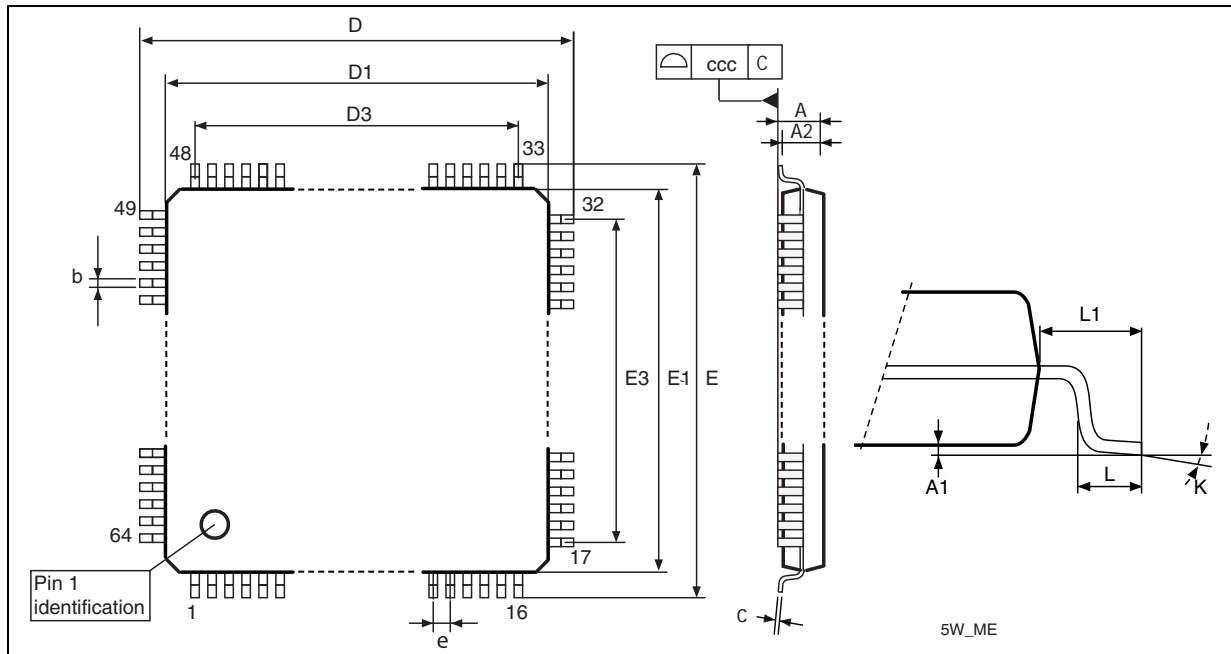 D
D1
D3
ccc C
A
A2
48
33
49
32
b
E3
E1
E
L1
A1
L
K
64
17
Pin 1
identification
1
16
e
C
5W_ME